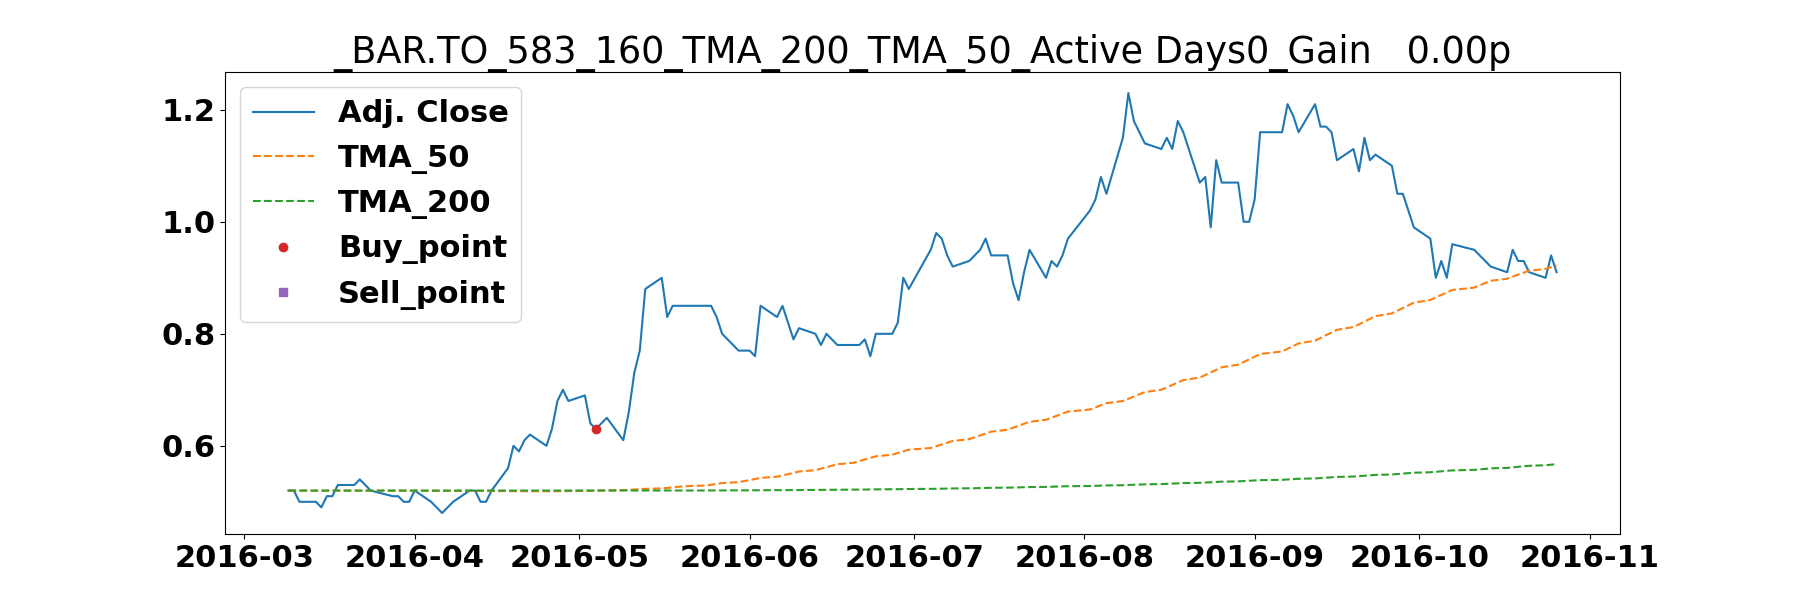 _BAR.TO_583_160_TMA_200_TMA_50_Active Days0_Gain   0.00p
1.2
1.0
0.8
0.6
Adj. Close
TMA_50
TMA_200
Buy_point
Sell_point
2016-03 2016-04 2016-05 2016-06 2016-07 2016-08 2016-09 2016-10 2016-11